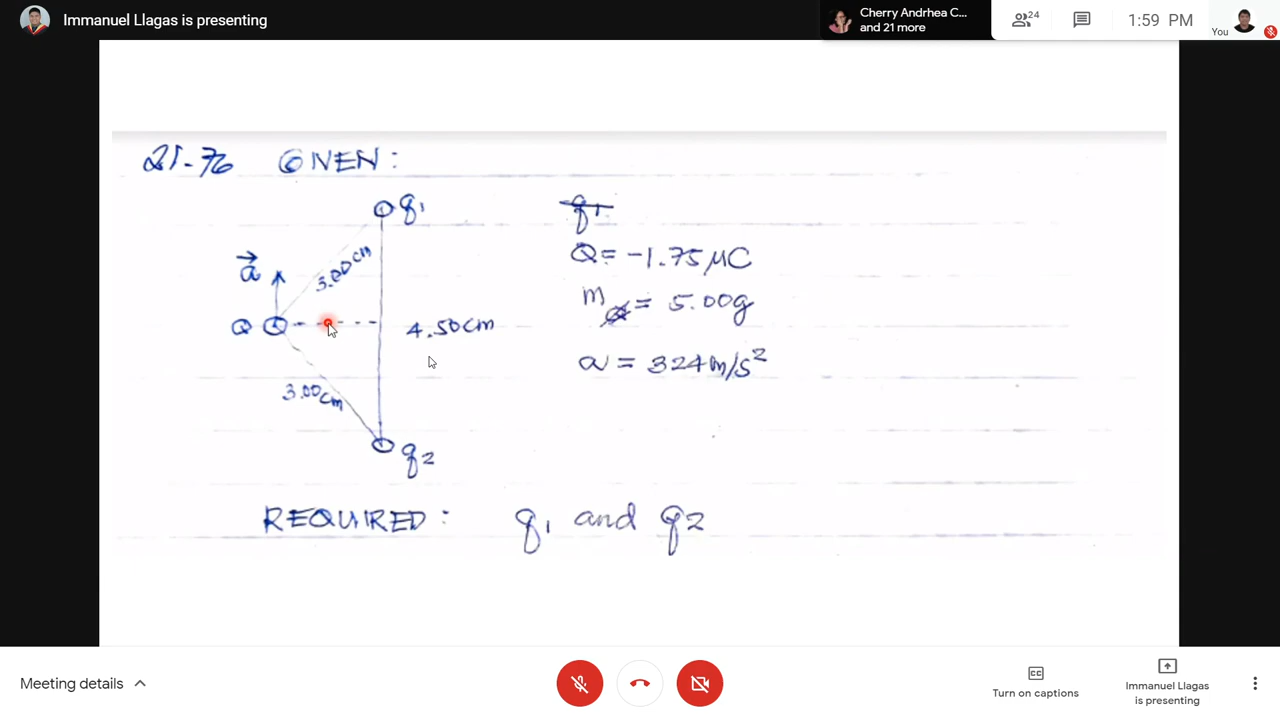 Immanuel Llagas is presenting
Cherry Andrhea C...
and 21 more
24
1:59 PM
You
21-76 GIVEN:
q1
q1
a
3.00cm
Q = -1.75 μC
m = 5.00g
Q
4.50cm
a = 324m/s²
3.00cm
q2
REQUIRED: q1 and q2
Meeting details
CC
Turn on captions
Immanuel Llagas
is presenting